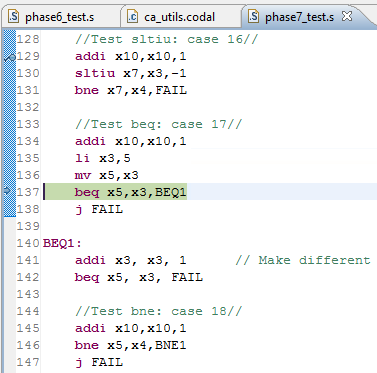 phase6_test.s ca_utils.codal phase7_test.s
128 //Test sltiu: case 16//
129 addi x10,x10,1
130 sltiu x7,x3,-1
131 bne x7,x4,FAIL
132
133 //Test beq: case 17//
134 addi x10,x10,1
135 li x3,5
136 mv x5,x3
137 beq x5,x3,BEQ1
138 j FAIL
139
140 BEQ1:
141 addi x3, x3, 1 // Make different
142 beq x5, x3, FAIL
143
144 //Test bne: case 18//
145 addi x10,x10,1
146 bne x5,x4,BNE1
147 j FAIL